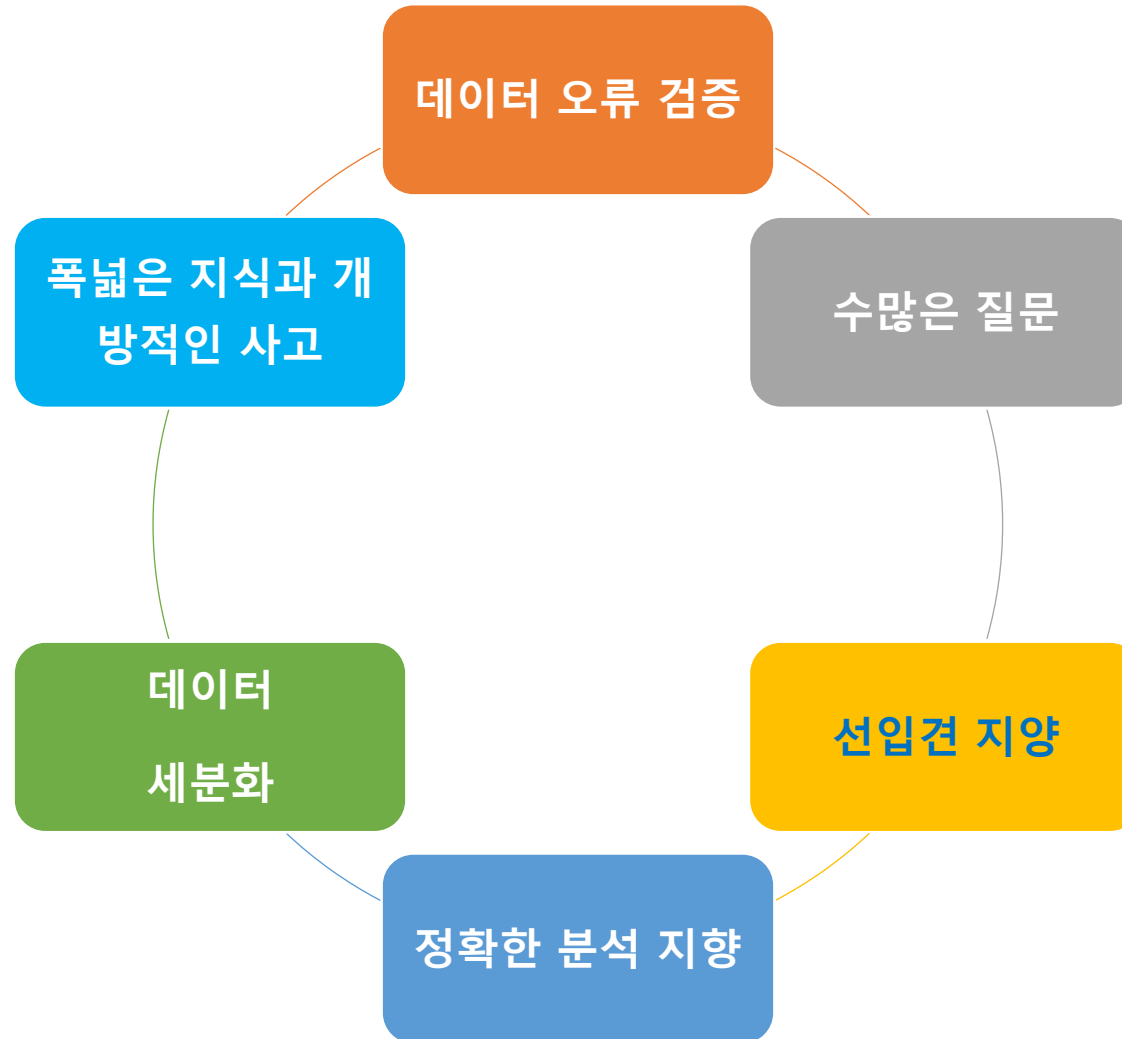 데이터 오류 검증
수많은 질문
선입견 지양
정확한 분석 지향
데이터
세분화
폭넓은 지식과 개
방적인 사고